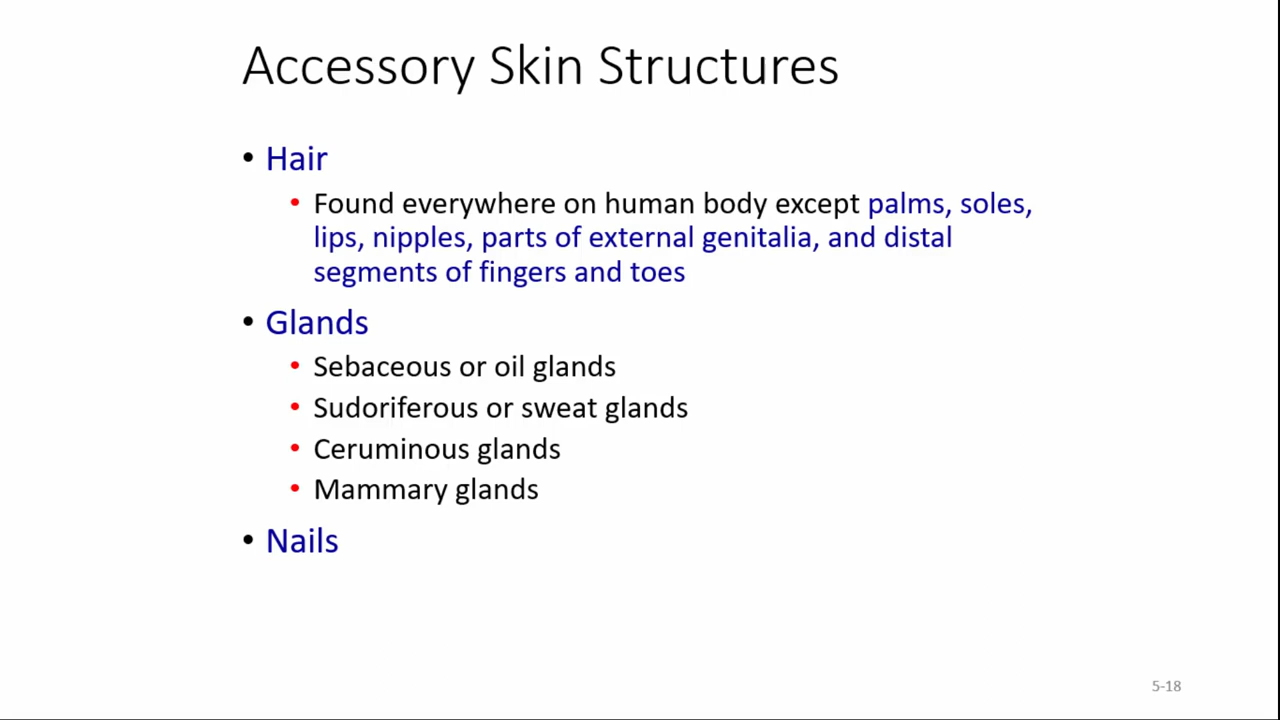 Accessory Skin Structures
• Hair
• Found everywhere on human body except palms, soles,
lips, nipples, parts of external genitalia, and distal
segments of fingers and toes
• Glands
• Sebaceous or oil glands
• Sudoriferous or sweat glands
• Ceruminous glands
• Mammary glands
• Nails
5-18